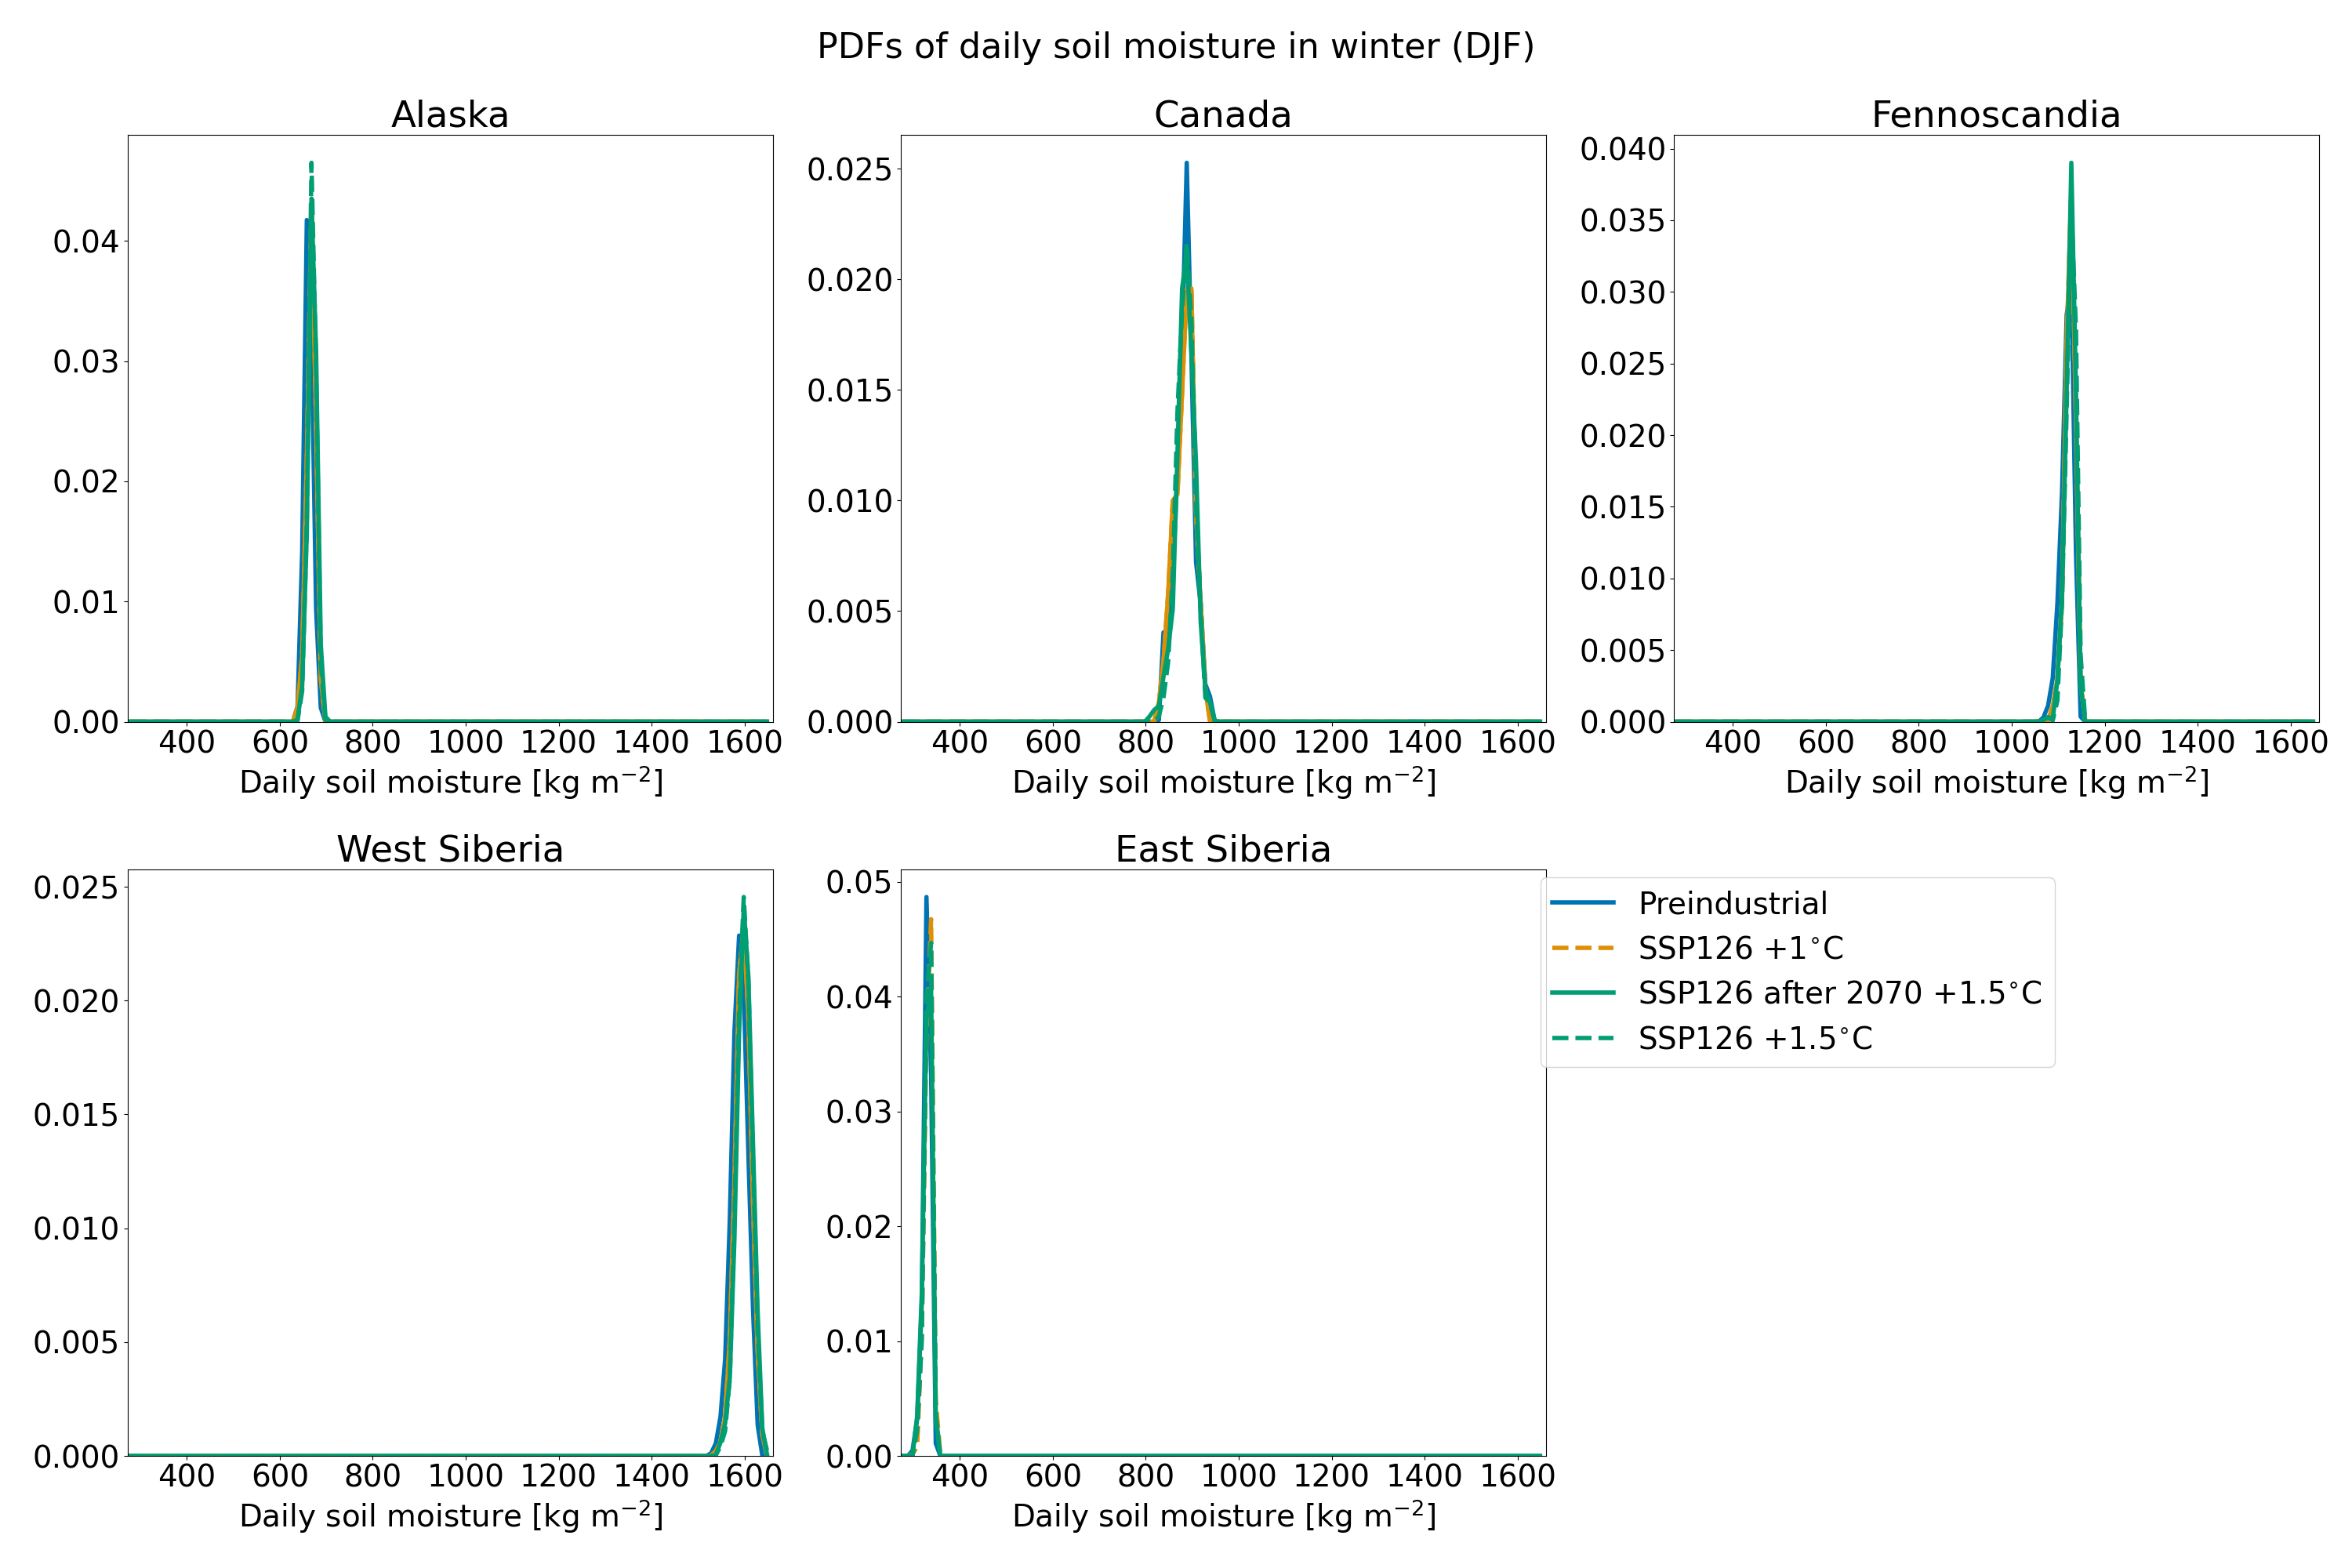 PDFs of daily soil moisture in winter (DJF)
Alaska
0.04
0.03
0.02
0.01
0.00
400 600 800 1000 1200 1400 1600
Daily soil moisture [kg m⁻²]
Canada
0.025
0.020
0.015
0.010
0.005
0.000
400 600 800 1000 1200 1400 1600
Daily soil moisture [kg m⁻²]
Fennoscandia
0.040
0.035
0.030
0.025
0.020
0.015
0.010
0.005
0.000
400 600 800 1000 1200 1400 1600
Daily soil moisture [kg m⁻²]
West Siberia
0.025
0.020
0.015
0.010
0.005
0.000
400 600 800 1000 1200 1400 1600
Daily soil moisture [kg m⁻²]
East Siberia
0.05
0.04
0.03
0.02
0.01
0.00
400 600 800 1000 1200 1400 1600
Daily soil moisture [kg m⁻²]
Preindustrial
SSP126 +1°C
SSP126 after 2070 +1.5°C
SSP126 +1.5°C